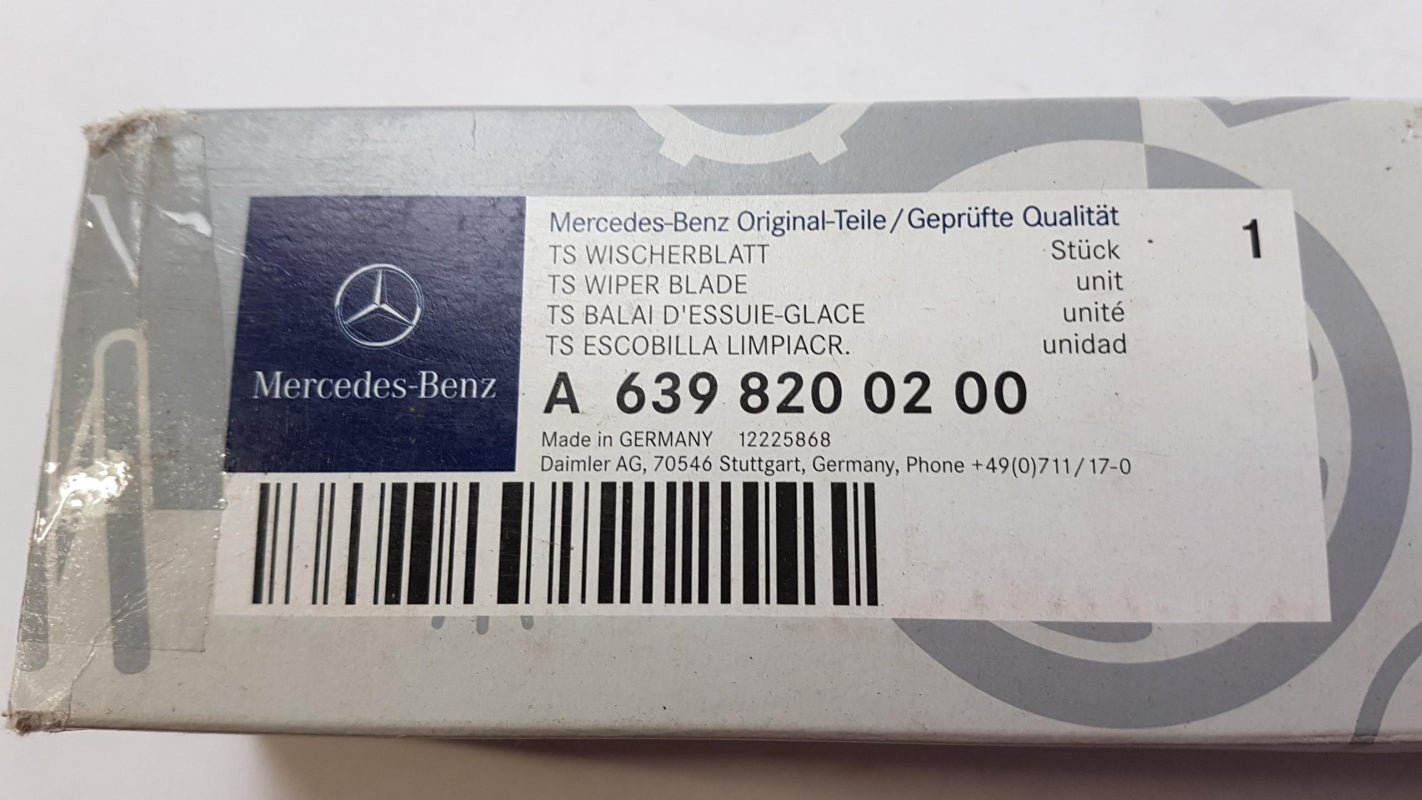 Mercedes-Benz
Mercedes-Benz Original-Teile/Geprüfte Qualität
1
TS WISCHERBLATT Stück
TS WIPER BLADE unit
TS BALAI D'ESSUIE-GLACE unité
TS ESCOBILLA LIMPIACR. unidad
A 639 820 02 00
Made in GERMANY 12225868
Daimler AG, 70546 Stuttgart, Germany, Phone +49(0)711/17-0